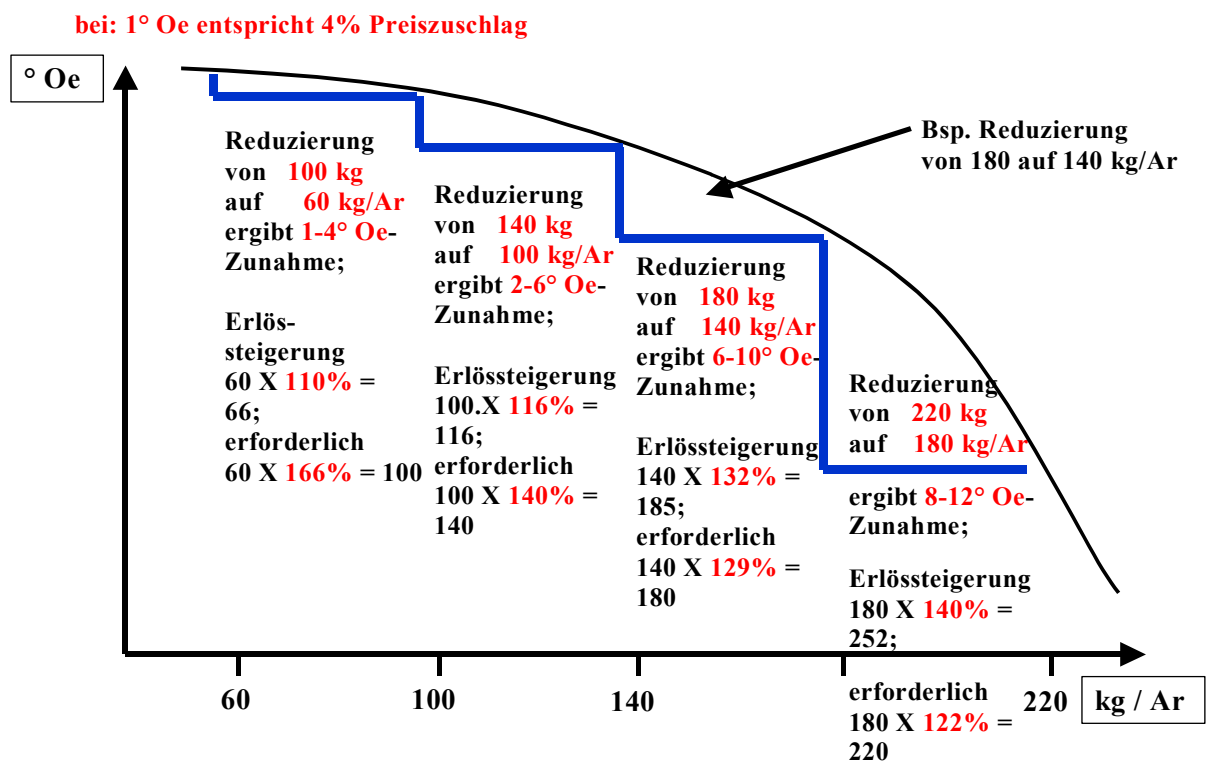 bei: 1° Oe entspricht 4% Preiszuschlag
° Oe
Bsp. Reduzierung
von 180 auf 140 kg/Ar
Reduzierung
von 100 kg
auf 60 kg/Ar
ergibt 1-4° Oe-
Zunahme;
Erlös-
steigerung
60 X 110% =
66;
erforderlich
60 X 166% = 100
Reduzierung
von 140 kg
auf 100 kg/Ar
ergibt 2-6° Oe-
Zunahme;
Erlössteigerung
100.X 116% =
116;
erforderlich
100 X 140% =
140
Reduzierung
von 180 kg
auf 140 kg/Ar
ergibt 6-10° Oe-
Zunahme;
Erlössteigerung
140 X 132% =
185;
erforderlich
140 X 129% =
180
Reduzierung
von 220 kg
auf 180 kg/Ar
ergibt 8-12° Oe-
Zunahme;
Erlössteigerung
180 X 140% =
252;
erforderlich
180 X 122% =
220
60
100
140
220
kg / Ar